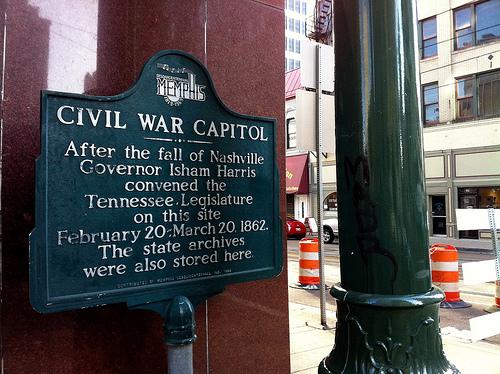 MEMPHIS
CIVIL WAR CAPITOL
After the fall of Nashville
Governor Isham Harris
convened the
Tennessee Legislature
on this site
February 20-March 20, 1862.
The state archives
were also stored here.